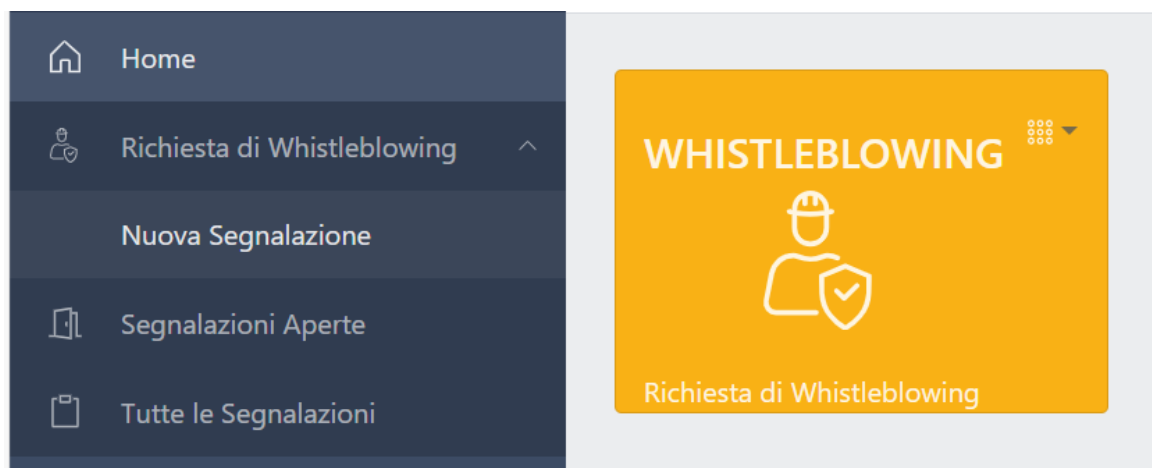 Home
Richiesta di Whistleblowing
Nuova Segnalazione
Segnalazioni Aperte
Tutte le Segnalazioni
WHISTLEBLOWING
Richiesta di Whistleblowing